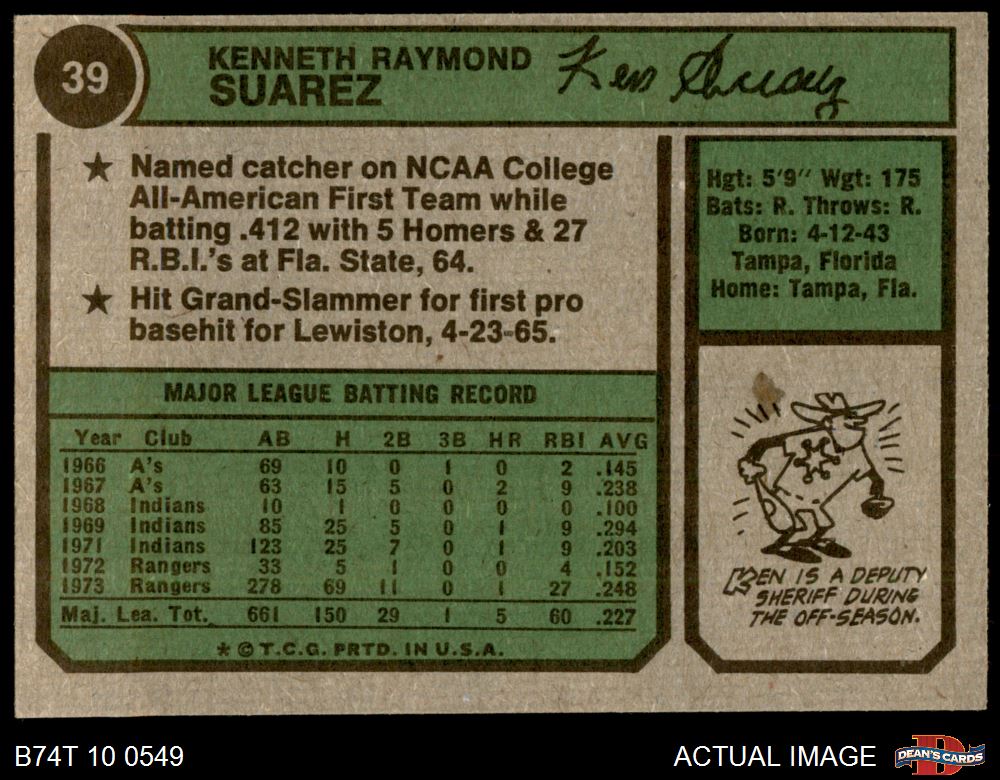 39
KENNETH RAYMOND
SUAREZ
Ken Suarez
★ Named catcher on NCAA College
All-American First Team while
batting .412 with 5 Homers & 27
R.B.I.'s at Fla. State, 64.
★ Hit Grand-Slammer for first pro
basehit for Lewiston, 4-23-65.
Hgt: 5'9" Wgt: 175
Bats: R. Throws: R.
Born: 4-12-43
Tampa, Florida
Home: Tampa, Fla.
MAJOR LEAGUE BATTING RECORD
Year Club AB H 2B 3B HR RBI AVG
1966 A's 69 10 0 1 0 2 .145
1967 A's 63 15 5 0 2 9 .238
1968 Indians 10 1 0 0 0 0 .100
1969 Indians 85 25 5 0 1 9 .294
1971 Indians 123 25 7 0 1 9 .203
1972 Rangers 33 5 1 0 0 4 .152
1973 Rangers 278 69 11 0 1 27 .248
Maj. Lea. Tot. 661 150 29 1 5 60 .227
* © T.C.G. PRTD. IN U.S.A.
KEN IS A DEPUTY
SHERIFF DURING
THE OFF-SEASON.
B74T 10 0549
ACTUAL IMAGE
D
DEAN'S CARDS